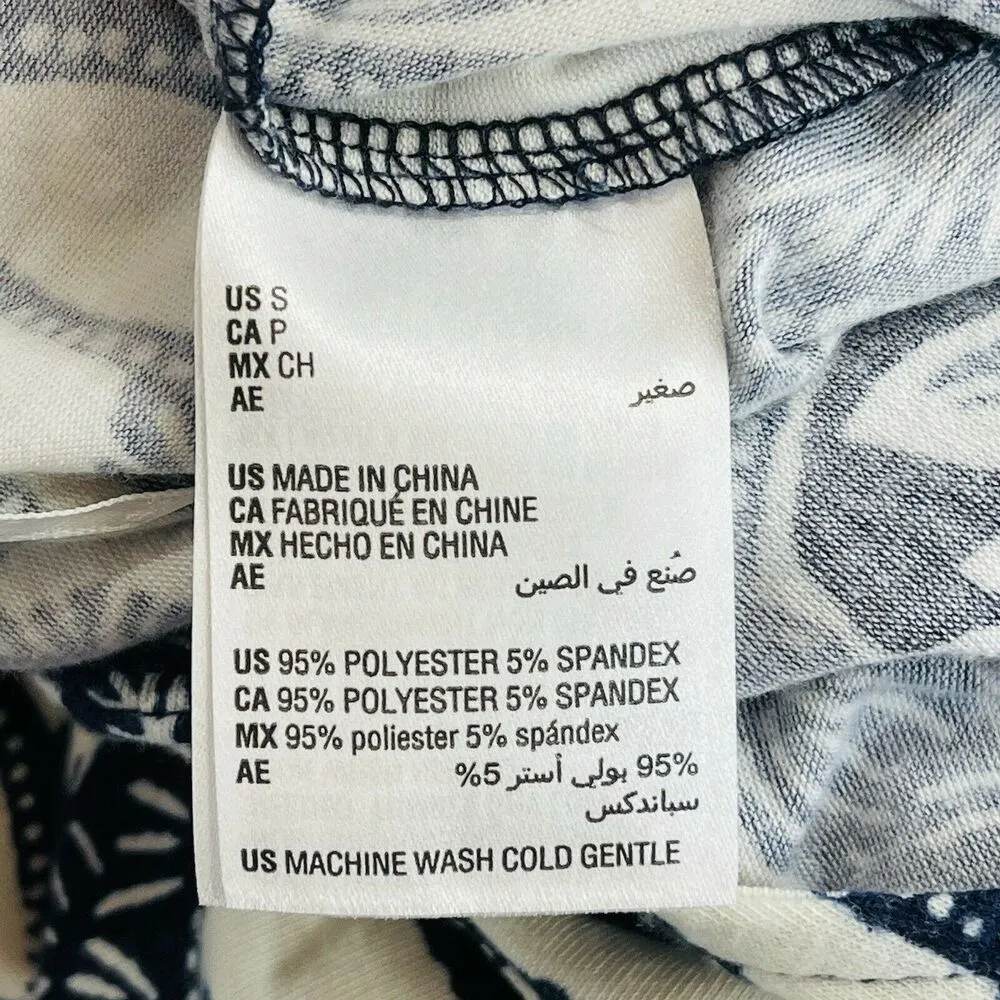 US S
CA P
MX CH
AE صغير
US MADE IN CHINA
CA FABRIQUÉ EN CHINE
MX HECHO EN CHINA
AE صُنع في الصين
US 95% POLYESTER 5% SPANDEX
CA 95% POLYESTER 5% SPANDEX
MX 95% poliester 5% spándex
AE 95% بولي أستر 5%
سباندكس
US MACHINE WASH COLD GENTLE